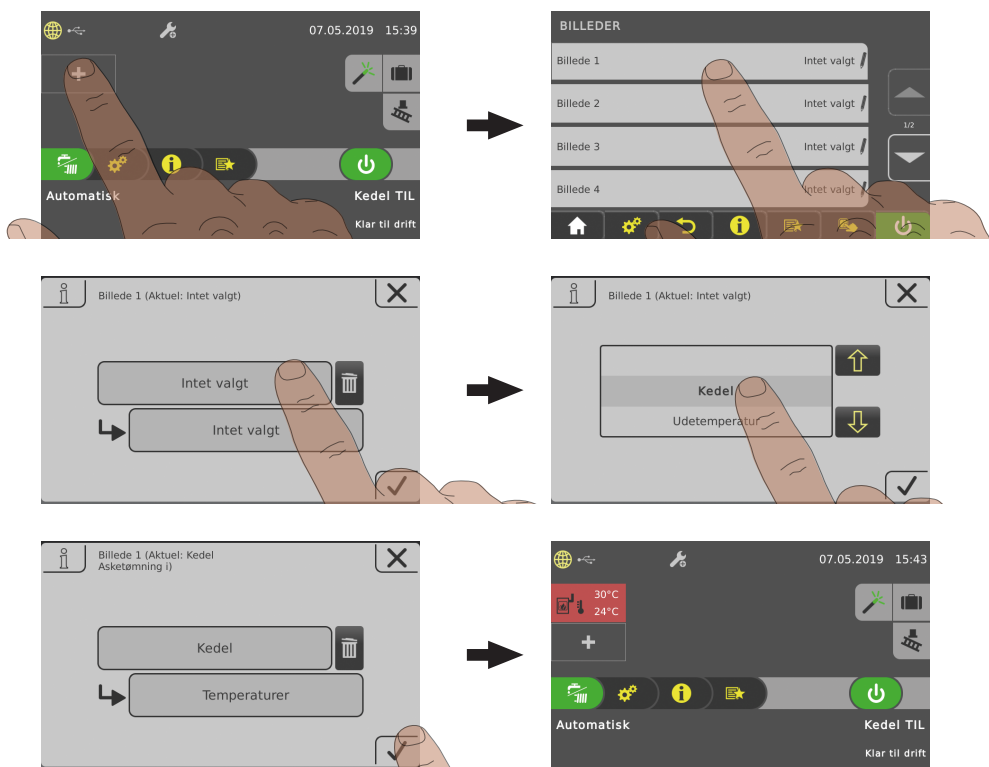 07.05.2019 15:39
Automatisk
Kedel TIL
Klar til drift
BILLEDER
Billede 1 Intet valgt
Billede 2 Intet valgt
1/2
Billede 3 Intet valgt
Billede 4 Intet valgt
Billede 1 (Aktuel: Intet valgt)
Intet valgt
Intet valgt
Billede 1 (Aktuel: Intet valgt)
Kedel
Udetemperatur
Billede 1 (Aktuel: Kedel
Asketømning i)
Kedel
Temperaturer
07.05.2019 15:43
30°C
24°C
Automatisk
Kedel TIL
Klar til drift